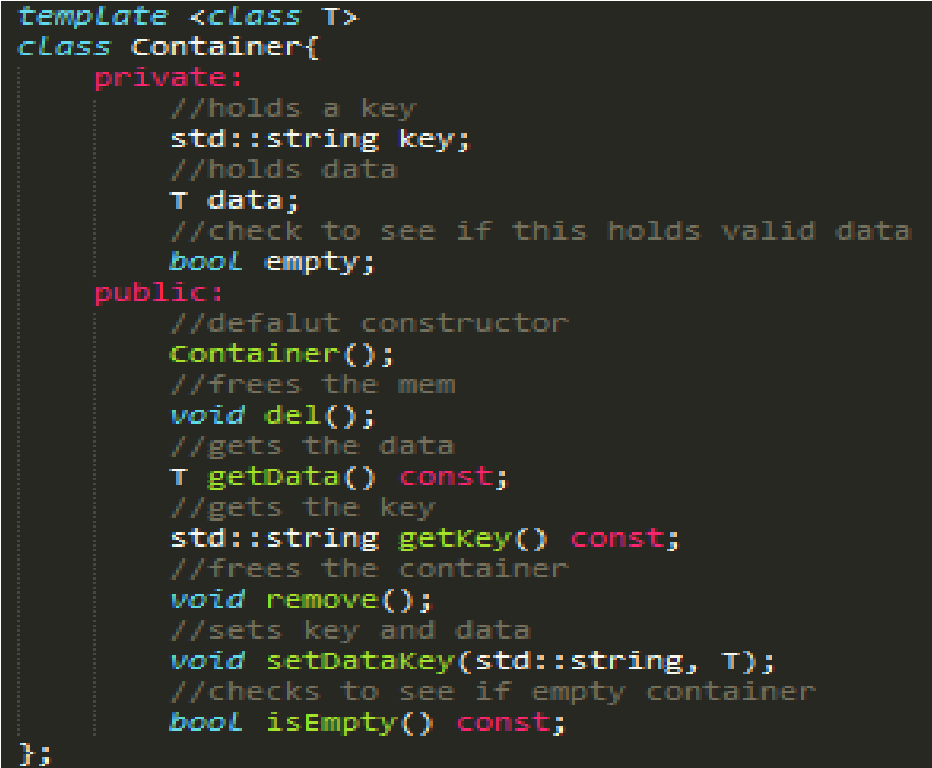 template <class T>
class Container{
private:
//holds a key
std::string key;
//holds data
T data;
//check to see if this holds valid data
bool empty;
public:
//defalut constructor
Container();
//frees the mem
void del();
//gets the data
T getData() const;
//gets the key
std::string getKey() const;
//frees the container
void remove();
//sets key and data
void setDataKey(std::string, T);
//checks to see if empty container
bool isEmpty() const;
};